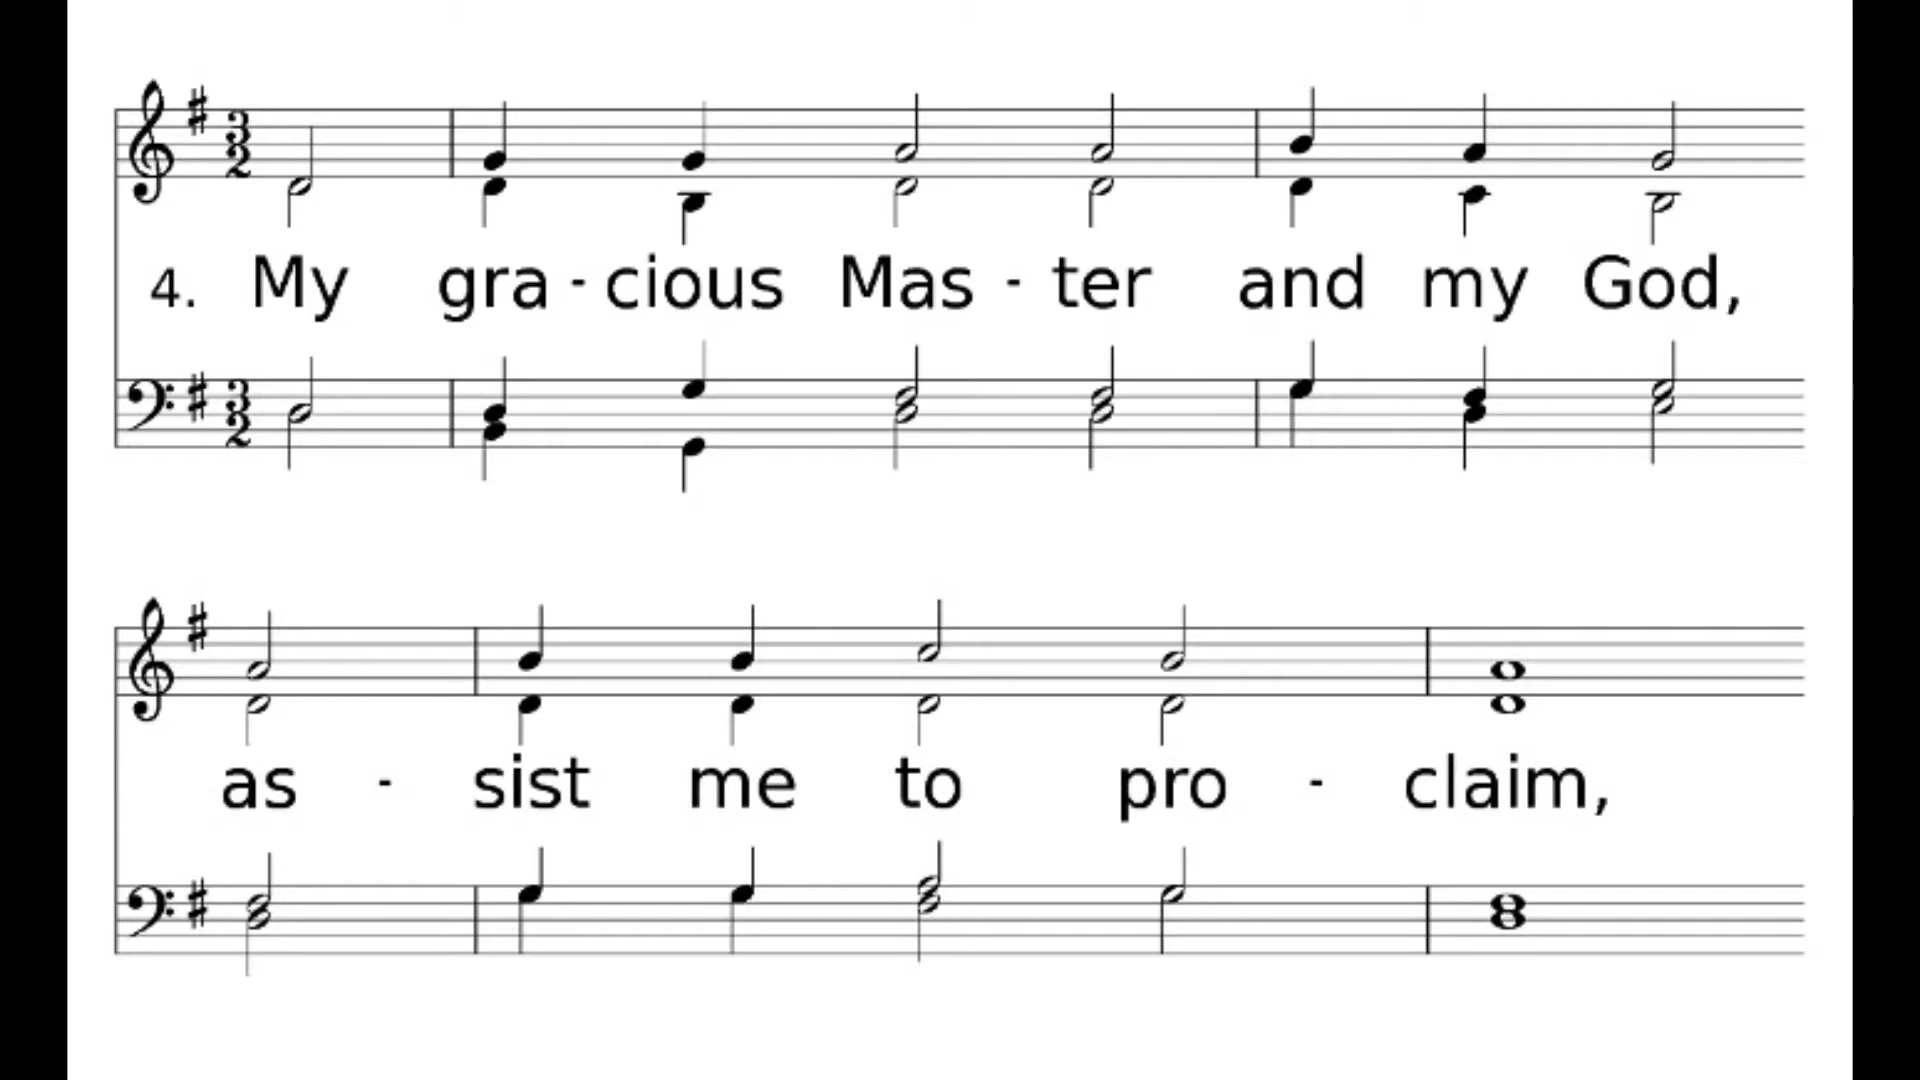 4. My gra - cious Mas - ter and my God,
as - sist me to pro - claim,